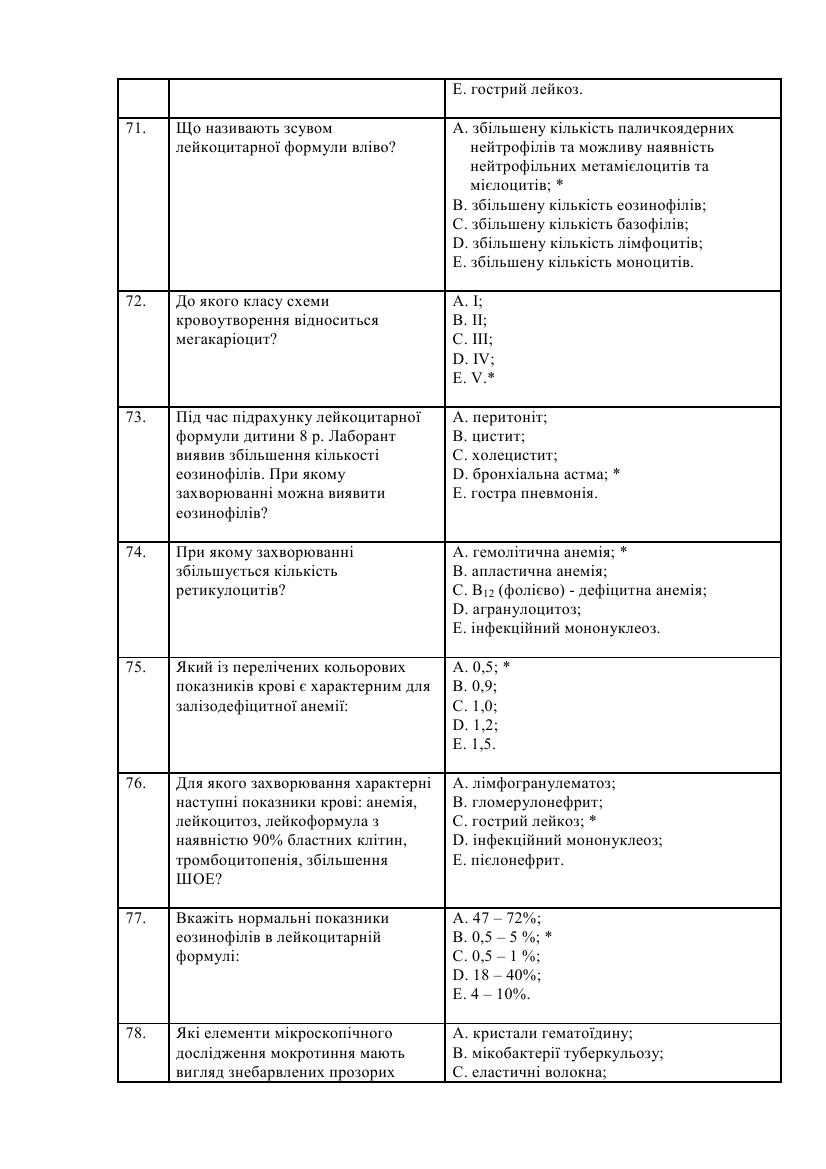 E. гострий лейкоз.
71.
Що називають зсувом
лейкоцитарної формули вліво?
A. збільшену кількість паличкоядерних
нейтрофілів та можливу наявність
нейтрофільних метамієлоцитів та
мієлоцитів; *
B. збільшену кількість еозинофілів;
C. збільшену кількість базофілів;
D. збільшену кількість лімфоцитів;
E. збільшену кількість моноцитів.
72.
До якого класу схеми
кровоутворення відноситься
мегакаріоцит?
A. I;
B. II;
C. III;
D. IV;
E. V.*
73.
Під час підрахунку лейкоцитарної
формули дитини 8 р. Лаборант
виявив збільшення кількості
еозинофілів. При якому
захворюванні можна виявити
еозинофілів?
A. перитоніт;
B. цистит;
C. холецистит;
D. бронхіальна астма; *
E. гостра пневмонія.
74.
При якому захворюванні
збільшується кількість
ретикулоцитів?
A. гемолітична анемія; *
B. апластична анемія;
C. B₁₂ (фолієво) - дефіцитна анемія;
D. агранулоцитоз;
E. інфекційний мононуклеоз.
75.
Який із перелічених кольорових
показників крові є характерним для
залізодефіцитної анемії:
A. 0,5; *
B. 0,9;
C. 1,0;
D. 1,2;
E. 1,5.
76.
Для якого захворювання характерні
наступні показники крові: анемія,
лейкоцитоз, лейкоформула з
наявністю 90% бластних клітин,
тромбоцитопенія, збільшення
ШОЕ?
A. лімфогранулематоз;
B. гломерулонефрит;
C. гострий лейкоз; *
D. інфекційний мононуклеоз;
E. пієлонефрит.
77.
Вкажіть нормальні показники
еозинофілів в лейкоцитарній
формулі:
A. 47 – 72%;
B. 0,5 – 5 %; *
C. 0,5 – 1 %;
D. 18 – 40%;
E. 4 – 10%.
78.
Які елементи мікроскопічного
дослідження мокротиння мають
вигляд знебарвлених прозорих
A. кристали гематоїдину;
B. мікобактерії туберкульозу;
C. еластичні волокна;